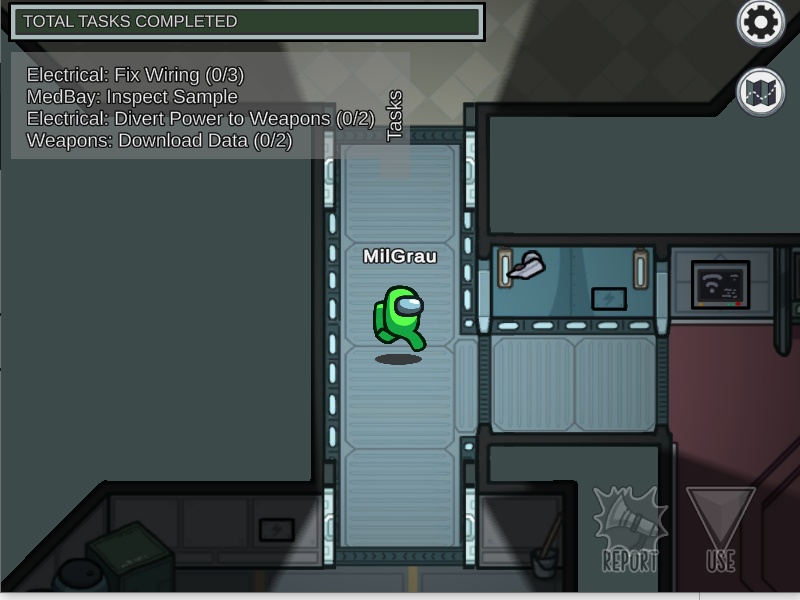 TOTAL TASKS COMPLETED
Electrical: Fix Wiring (0/3)
MedBay: Inspect Sample
Electrical: Divert Power to Weapons (0/2)
Weapons: Download Data (0/2)
Tasks
MilGrau
REPORT
USE